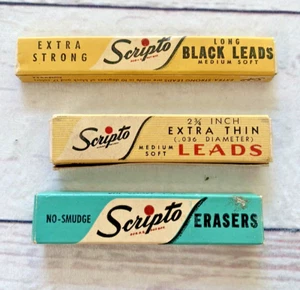 EXTRA
STRONG
Scripto
LONG
BLACK LEADS
MEDIUM SOFT
Scripto
MEDIUM
SOFT
2⅜ INCH
EXTRA THIN
(.036 DIAMETER)
LEADS
NO-SMUDGE
Scripto
ERASERS